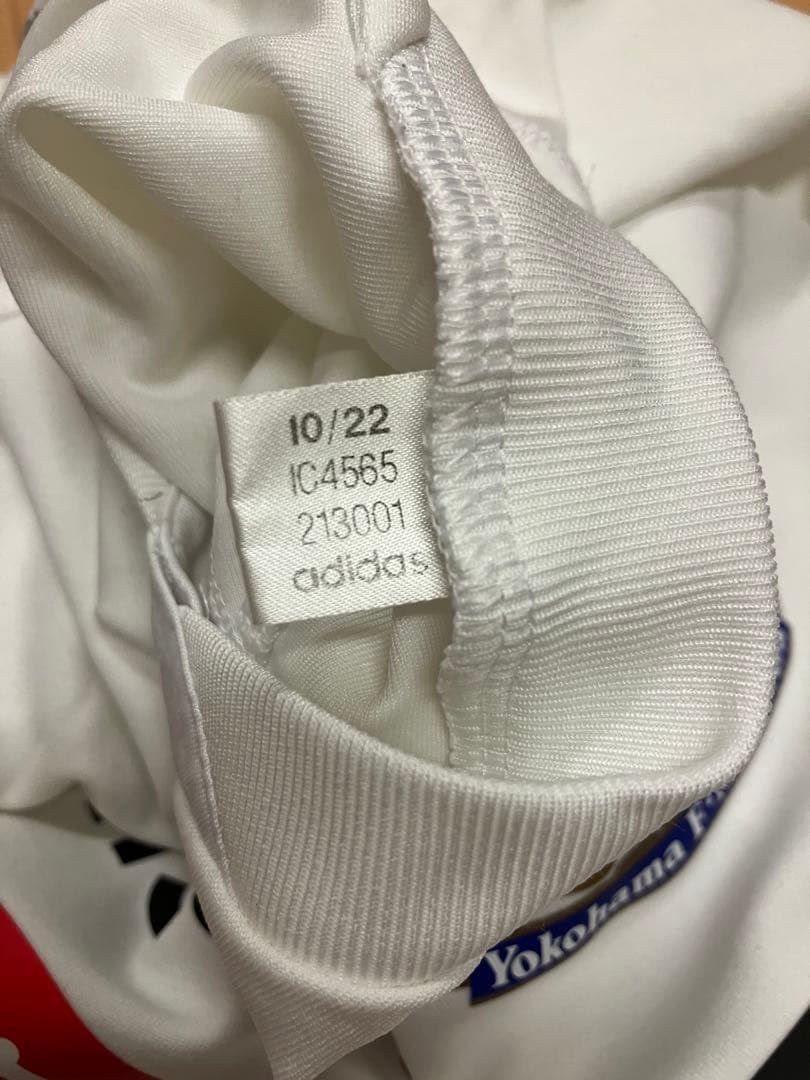 10/22
IC4565
213001
adidas
Yokohama F